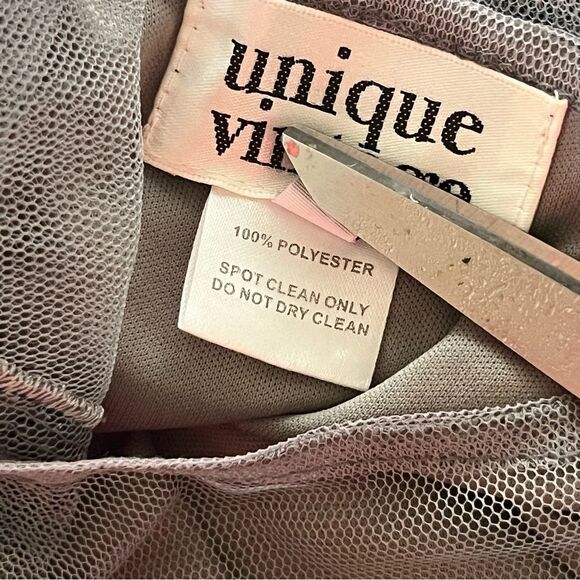 unique
100% POLYESTER
SPOT CLEAN ONLY
DO NOT DRY CLEAN